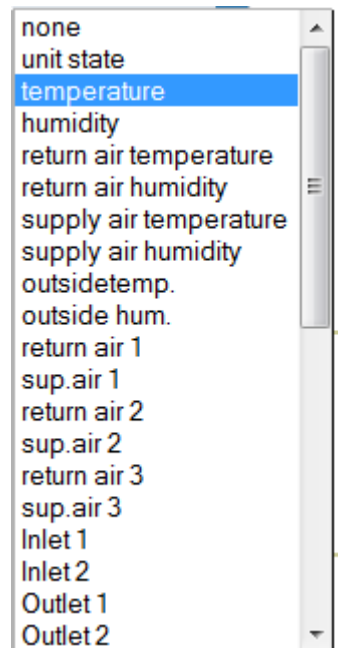 none
unit state
temperature
humidity
return air temperature
return air humidity
supply air temperature
supply air humidity
outsidetemp.
outside hum.
return air 1
sup.air 1
return air 2
sup.air 2
return air 3
sup.air 3
Inlet 1
Inlet 2
Outlet 1
Outlet 2